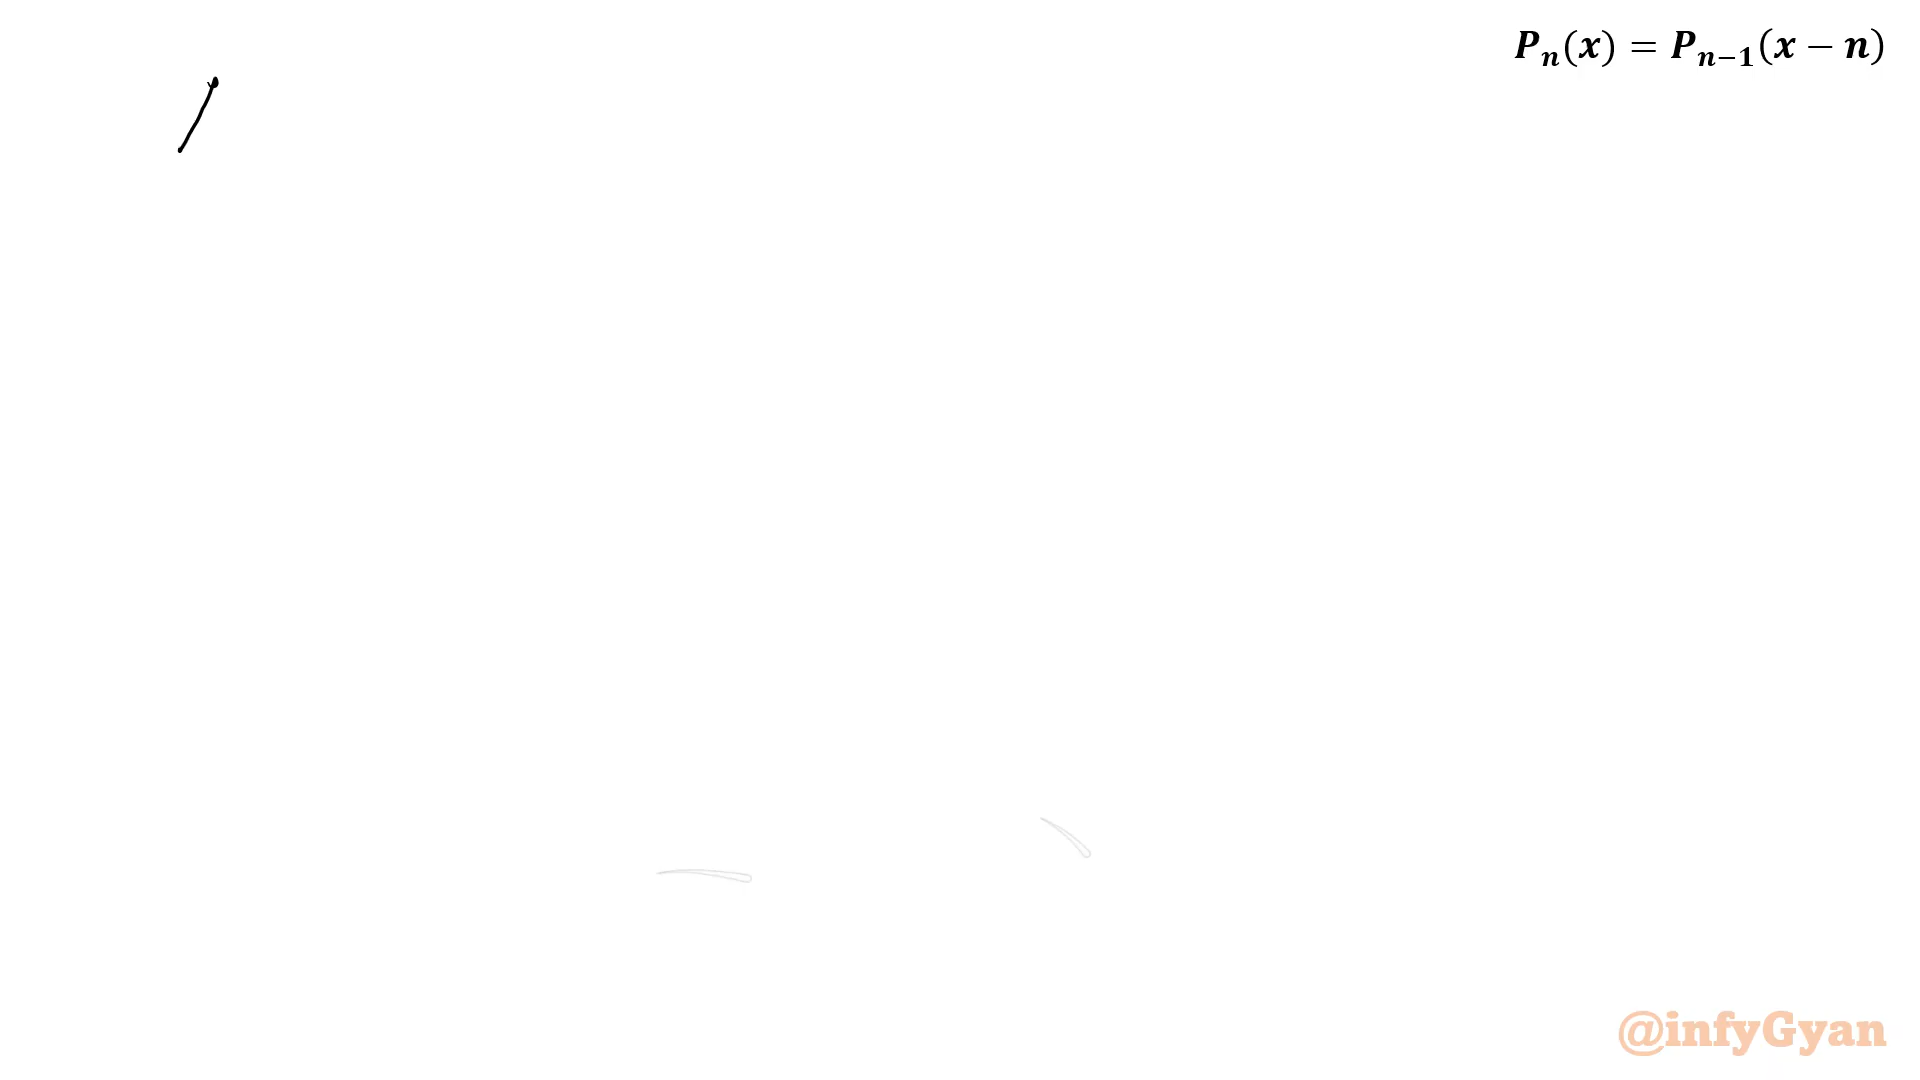 Pₙ(x) = Pₙ₋₁(x − n)
@infyGyan